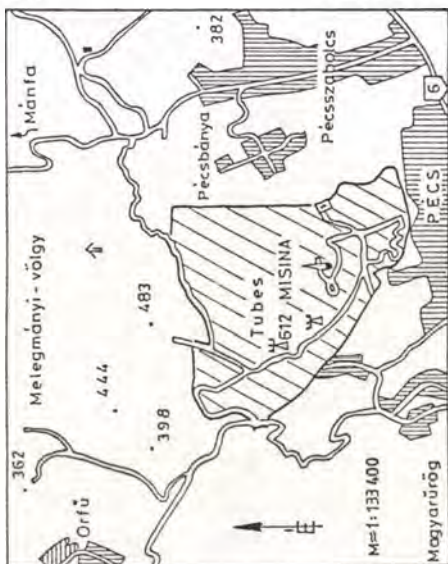 362
Melegmányi-völgy
Mánfa
Orfű
444
483
398
382
Pécsbánya
Tubes
612 MISINA
Pécsszabolcs
É
M=1:133 400
Magyarürög
PÉCS
6